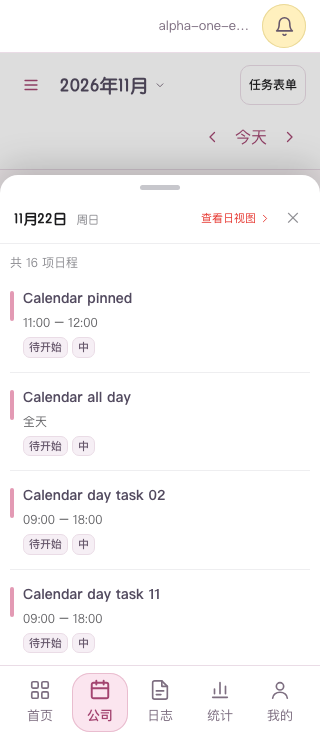 alpha-one-e...
2026年11月
任务表单
今天
11月22日 周日 查看日视图
共 16 项日程
Calendar pinned
11:00 — 12:00
待开始 中
Calendar all day
全天
待开始 中
Calendar day task 02
09:00 — 18:00
待开始 中
Calendar day task 11
09:00 — 18:00
待开始 中
首页 公司 日志 统计 我的